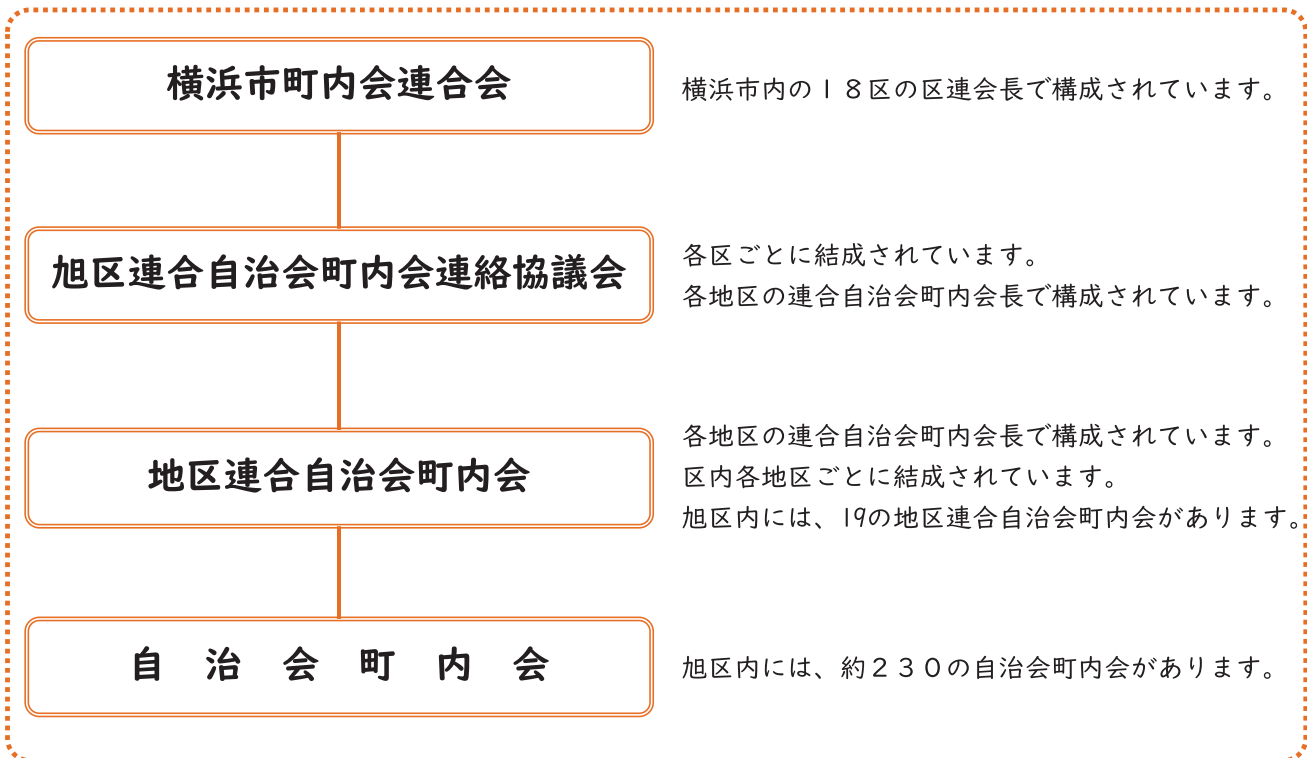 横浜市町内会連合会
横浜市内の18区の区連会長で構成されています。
旭区連合自治会町内会連絡協議会
各区ごとに結成されています。
各地区の連合自治会町内会長で構成されています。
地区連合自治会町内会
各地区の連合自治会町内会長で構成されています。
区内各地区ごとに結成されています。
旭区内には、19の地区連合自治会町内会があります。
自 治 会 町 内 会
旭区内には、約230の自治会町内会があります。